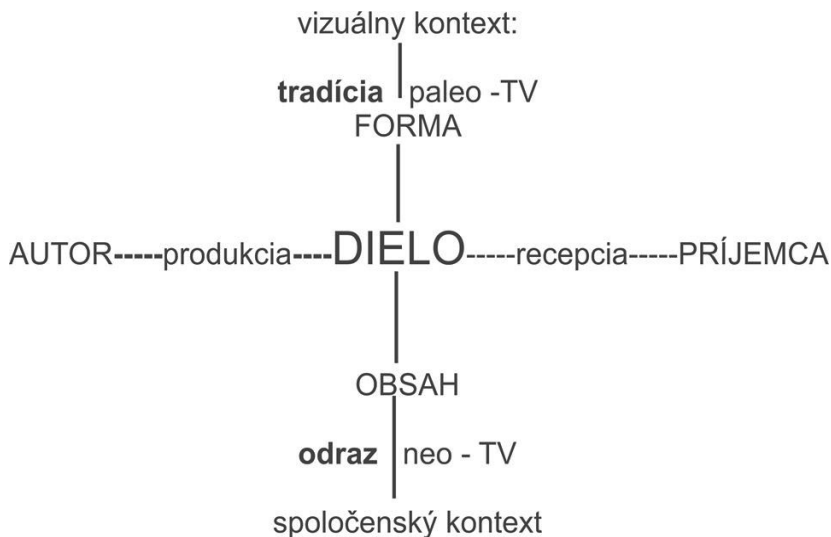 vizuálny kontext:
tradícia paleo -TV
FORMA
AUTOR-----produkcia----DIELO-----recepcia-----PRÍJEMCA
OBSAH
odraz neo - TV
spoločenský kontext